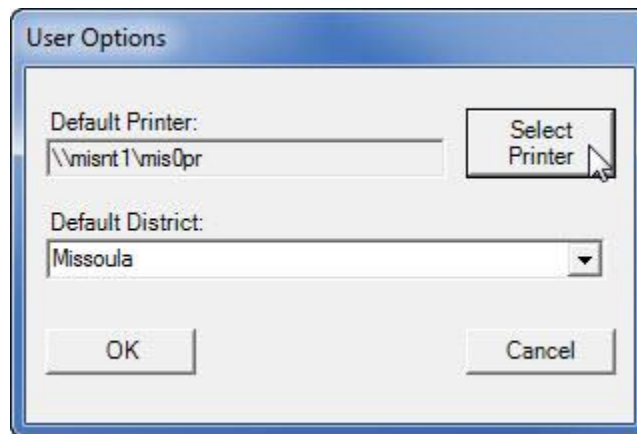 User Options
Default Printer:
\\misnt1\mis0pr
Select
Printer
Default District:
Missoula
OK
Cancel